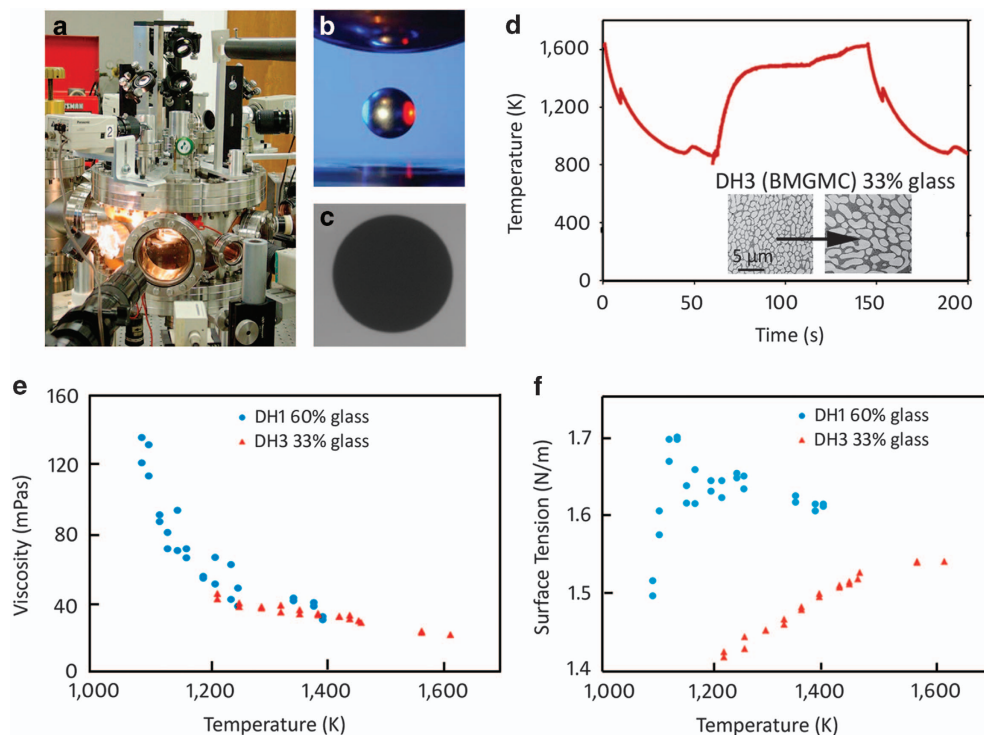 a
b
c
d
1,600
1,200
800
400
0
Temperature (K)
DH3 (BMGMC) 33% glass
5 µm
0
50
100
150
200
Time (s)
2
e
160
120
80
40
0
Viscosity (mPas)
DH1 60% glass
DH3 33% glass
1,000
1,200
1,400
1,600
Temperature (K)
f
1.7
1.6
1.5
1.4
Surface Tension (N/m)
DH1 60% glass
DH3 33% glass
1,000
1,200
1,400
1,600
Temperature (K)